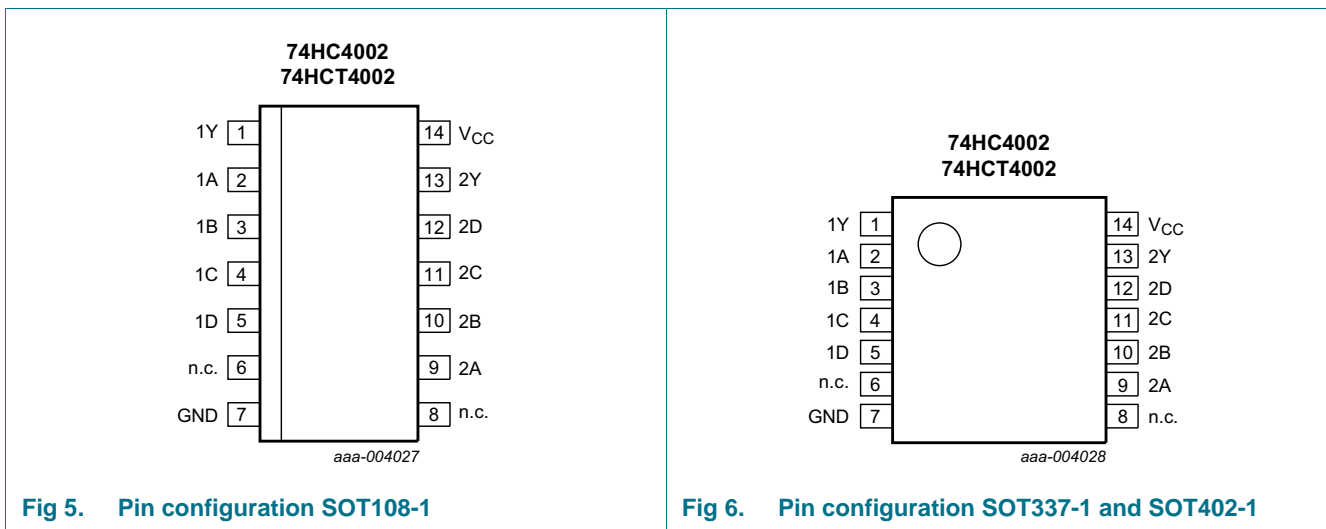 74HC4002
74HCT4002
1Y 1 14 VCC
1A 2 13 2Y
1B 3 12 2D
1C 4 11 2C
1D 5 10 2B
n.c. 6 9 2A
GND 7 8 n.c.
aaa-004027
Fig 5. Pin configuration SOT108-1
74HC4002
74HCT4002
1Y 1 14 VCC
1A 2 13 2Y
1B 3 12 2D
1C 4 11 2C
1D 5 10 2B
n.c. 6 9 2A
GND 7 8 n.c.
aaa-004028
Fig 6. Pin configuration SOT337-1 and SOT402-1